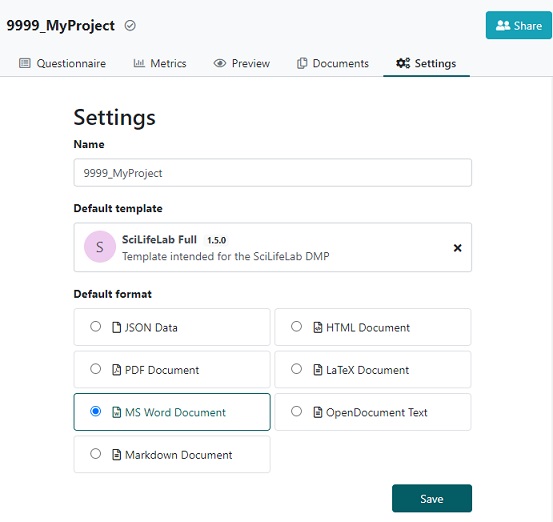 9999_MyProject
Share
Questionnaire Metrics Preview Documents Settings
Settings
Name
9999_MyProject
Default template
S
SciLifeLab Full 1.5.0
Template intended for the SciLifeLab DMP
Default format
JSON Data HTML Document
PDF Document LaTeX Document
MS Word Document OpenDocument Text
Markdown Document
Save